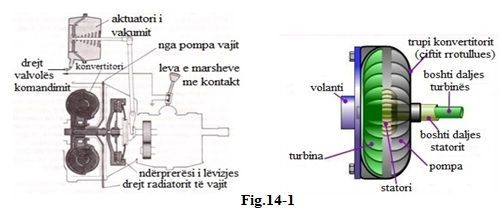 aktuatori i
vakumit
nga pompa vajit
drejt
valvolës
komandimit
konvertitori
leva e marsheve
me kontakt
ndërprerësi i lëvizjes
drejt radiatorit të vajit
trupi konvertitorit
(çiftit rrotullues)
volanti
boshti daljes
turbinës
boshti daljes
statorit
turbina
pompa
statori
Fig.14-1